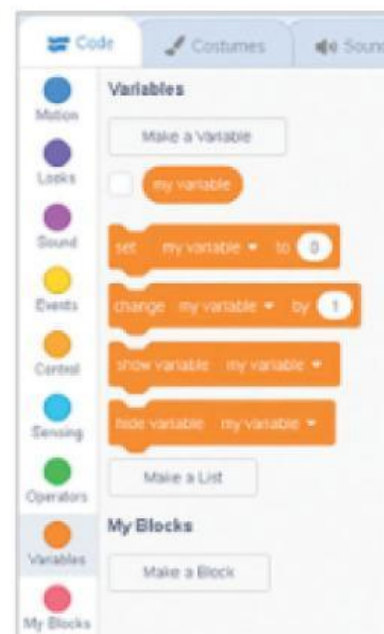 Code Costumes Sound
Motion
Looks
Sound
Events
Control
Sensing
Operators
Variables
My Blocks
Variables
Make a Variable
my variable
set my variable to 0
change my variable by 1
show variable my variable
hide variable my variable
Make a List
My Blocks
Make a Block